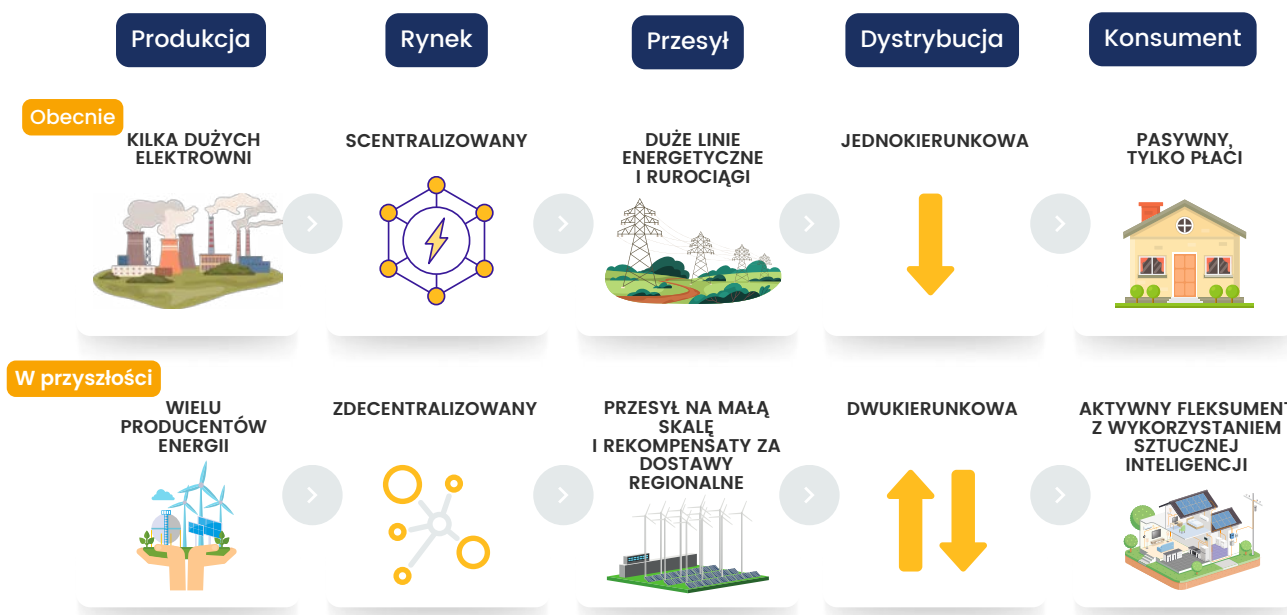 Produkcja
Rynek
Przesył
Dystrybucja
Konsument
Obecnie
KILKA DUŻYCH
ELEKTROWNI
SCENTRALIZOWANY
DUŻE LINIE
ENERGETYCZNE
I RUROCIĄGI
JEDNOKIERUNKOWA
PASYWNY,
TYLKO PŁACI
W przyszłości
WIELU
PRODUCENTÓW
ENERGII
ZDECENTRALIZOWANY
PRZESYŁ NA MAŁĄ
SKALĘ
I REKOMPENSATY ZA
DOSTAWY
REGIONALNE
DWUKIERUNKOWA
AKTYWNY FLEKSUMENT
Z WYKORZYSTANIEM
SZTUCZNEJ
INTELIGENCJI